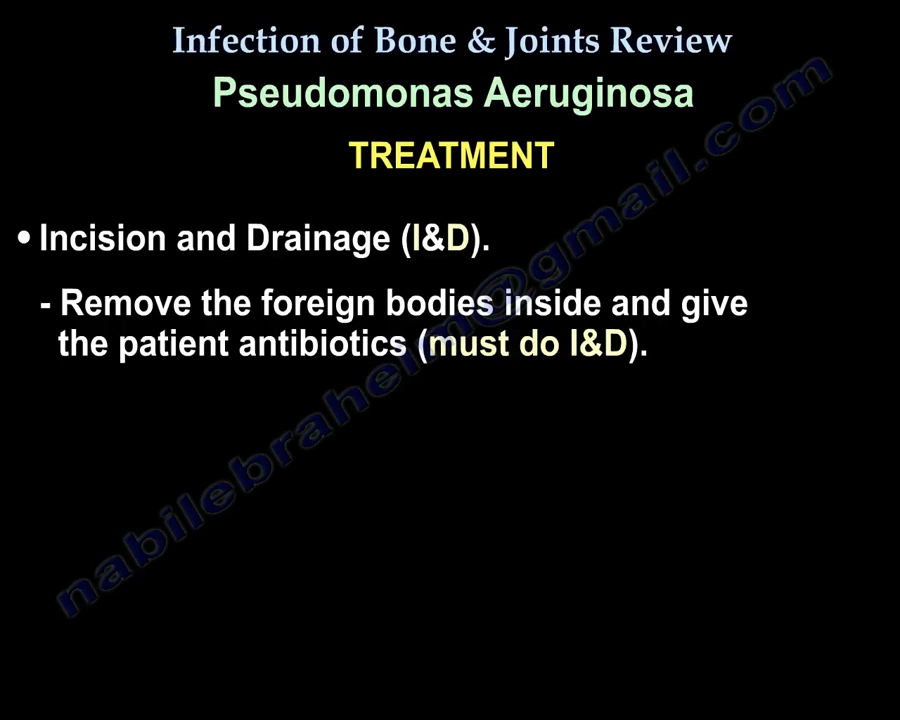 Infection of Bone & Joints Review
Pseudomonas Aeruginosa
TREATMENT
• Incision and Drainage (I&D).
- Remove the foreign bodies inside and give
the patient antibiotics (must do I&D).
nabilebraheim@gmail.com